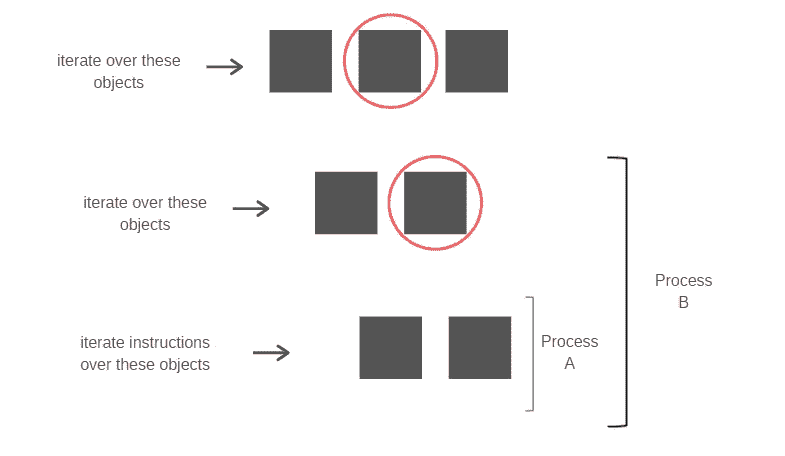 iterate over these
objects
iterate over these
objects
Process
B
iterate instructions
over these objects
Process
A